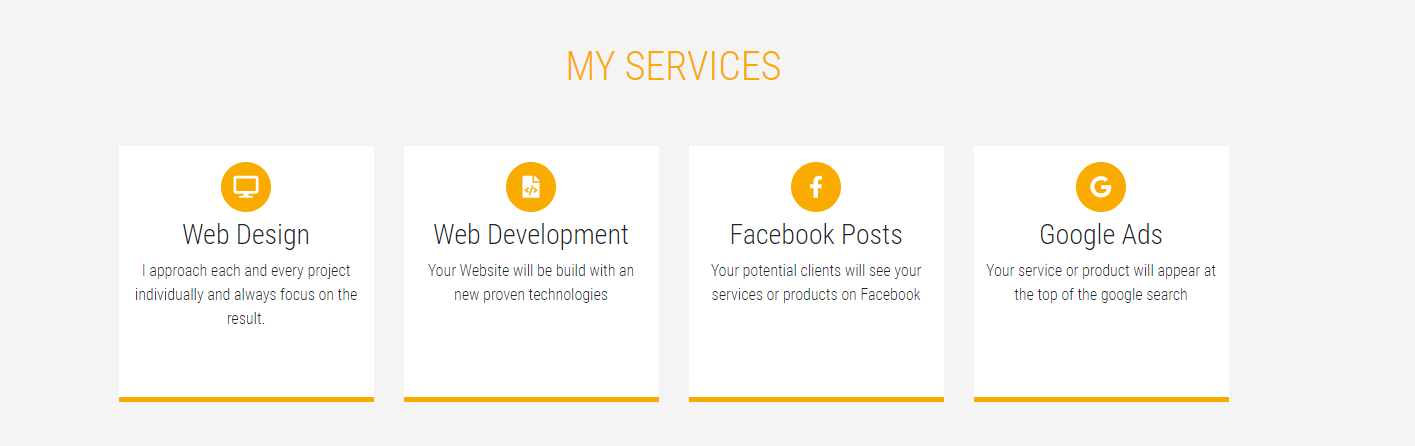 MY SERVICES
Web Design
I approach each and every project
individually and always focus on the
result.
Web Development
Your Website will be build with an
new proven technologies
Facebook Posts
Your potential clients will see your
services or products on Facebook
Google Ads
Your service or product will appear at
the top of the google search